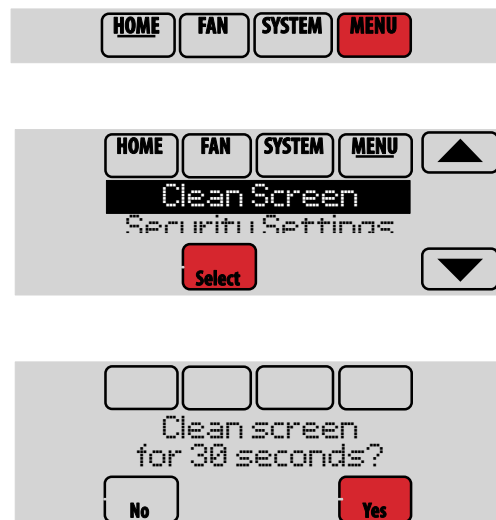 HOME FAN SYSTEM MENU
HOME FAN SYSTEM MENU
Clean Screen
Security Settings
Select
Clean screen
for 30 seconds?
No Yes